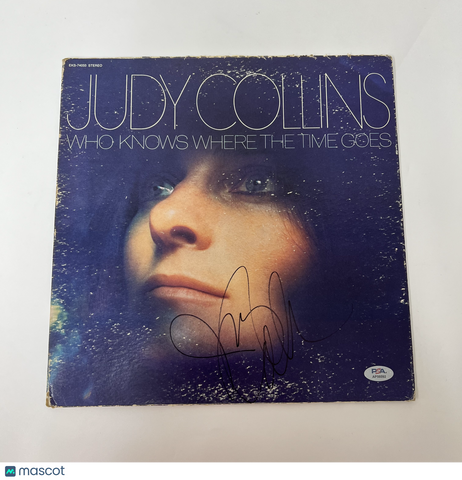 EKS-74033 STEREO
JUDY COLLINS
WHO KNOWS WHERE THE TIME GOES
PSA
mascot